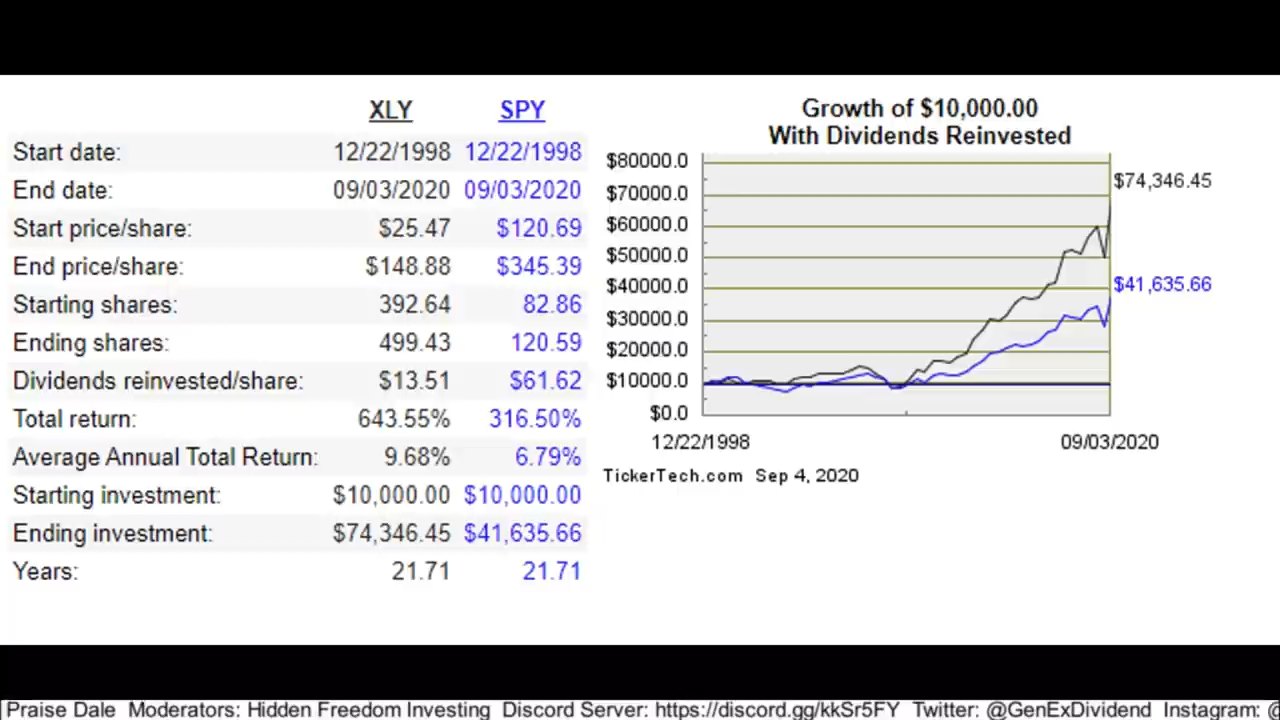 XLY SPY
Start date: 12/22/1998 12/22/1998
End date: 09/03/2020 09/03/2020
Start price/share: $25.47 $120.69
End price/share: $148.88 $345.39
Starting shares: 392.64 82.86
Ending shares: 499.43 120.59
Dividends reinvested/share: $13.51 $61.62
Total return: 643.55% 316.50%
Average Annual Total Return: 9.68% 6.79%
Starting investment: $10,000.00 $10,000.00
Ending investment: $74,346.45 $41,635.66
Years: 21.71 21.71
Growth of $10,000.00
With Dividends Reinvested
$80000.0
$74,346.45
$70000.0
$60000.0
$50000.0
$40000.0
$41,635.66
$30000.0
$20000.0
$10000.0
$0.0
12/22/1998 09/03/2020
TickerTech.com Sep 4, 2020
Praise Dale Moderators: Hidden Freedom Investing Discord Server: https://discord.gg/kkSr5FY Twitter: @GenExDividend Instagram: @